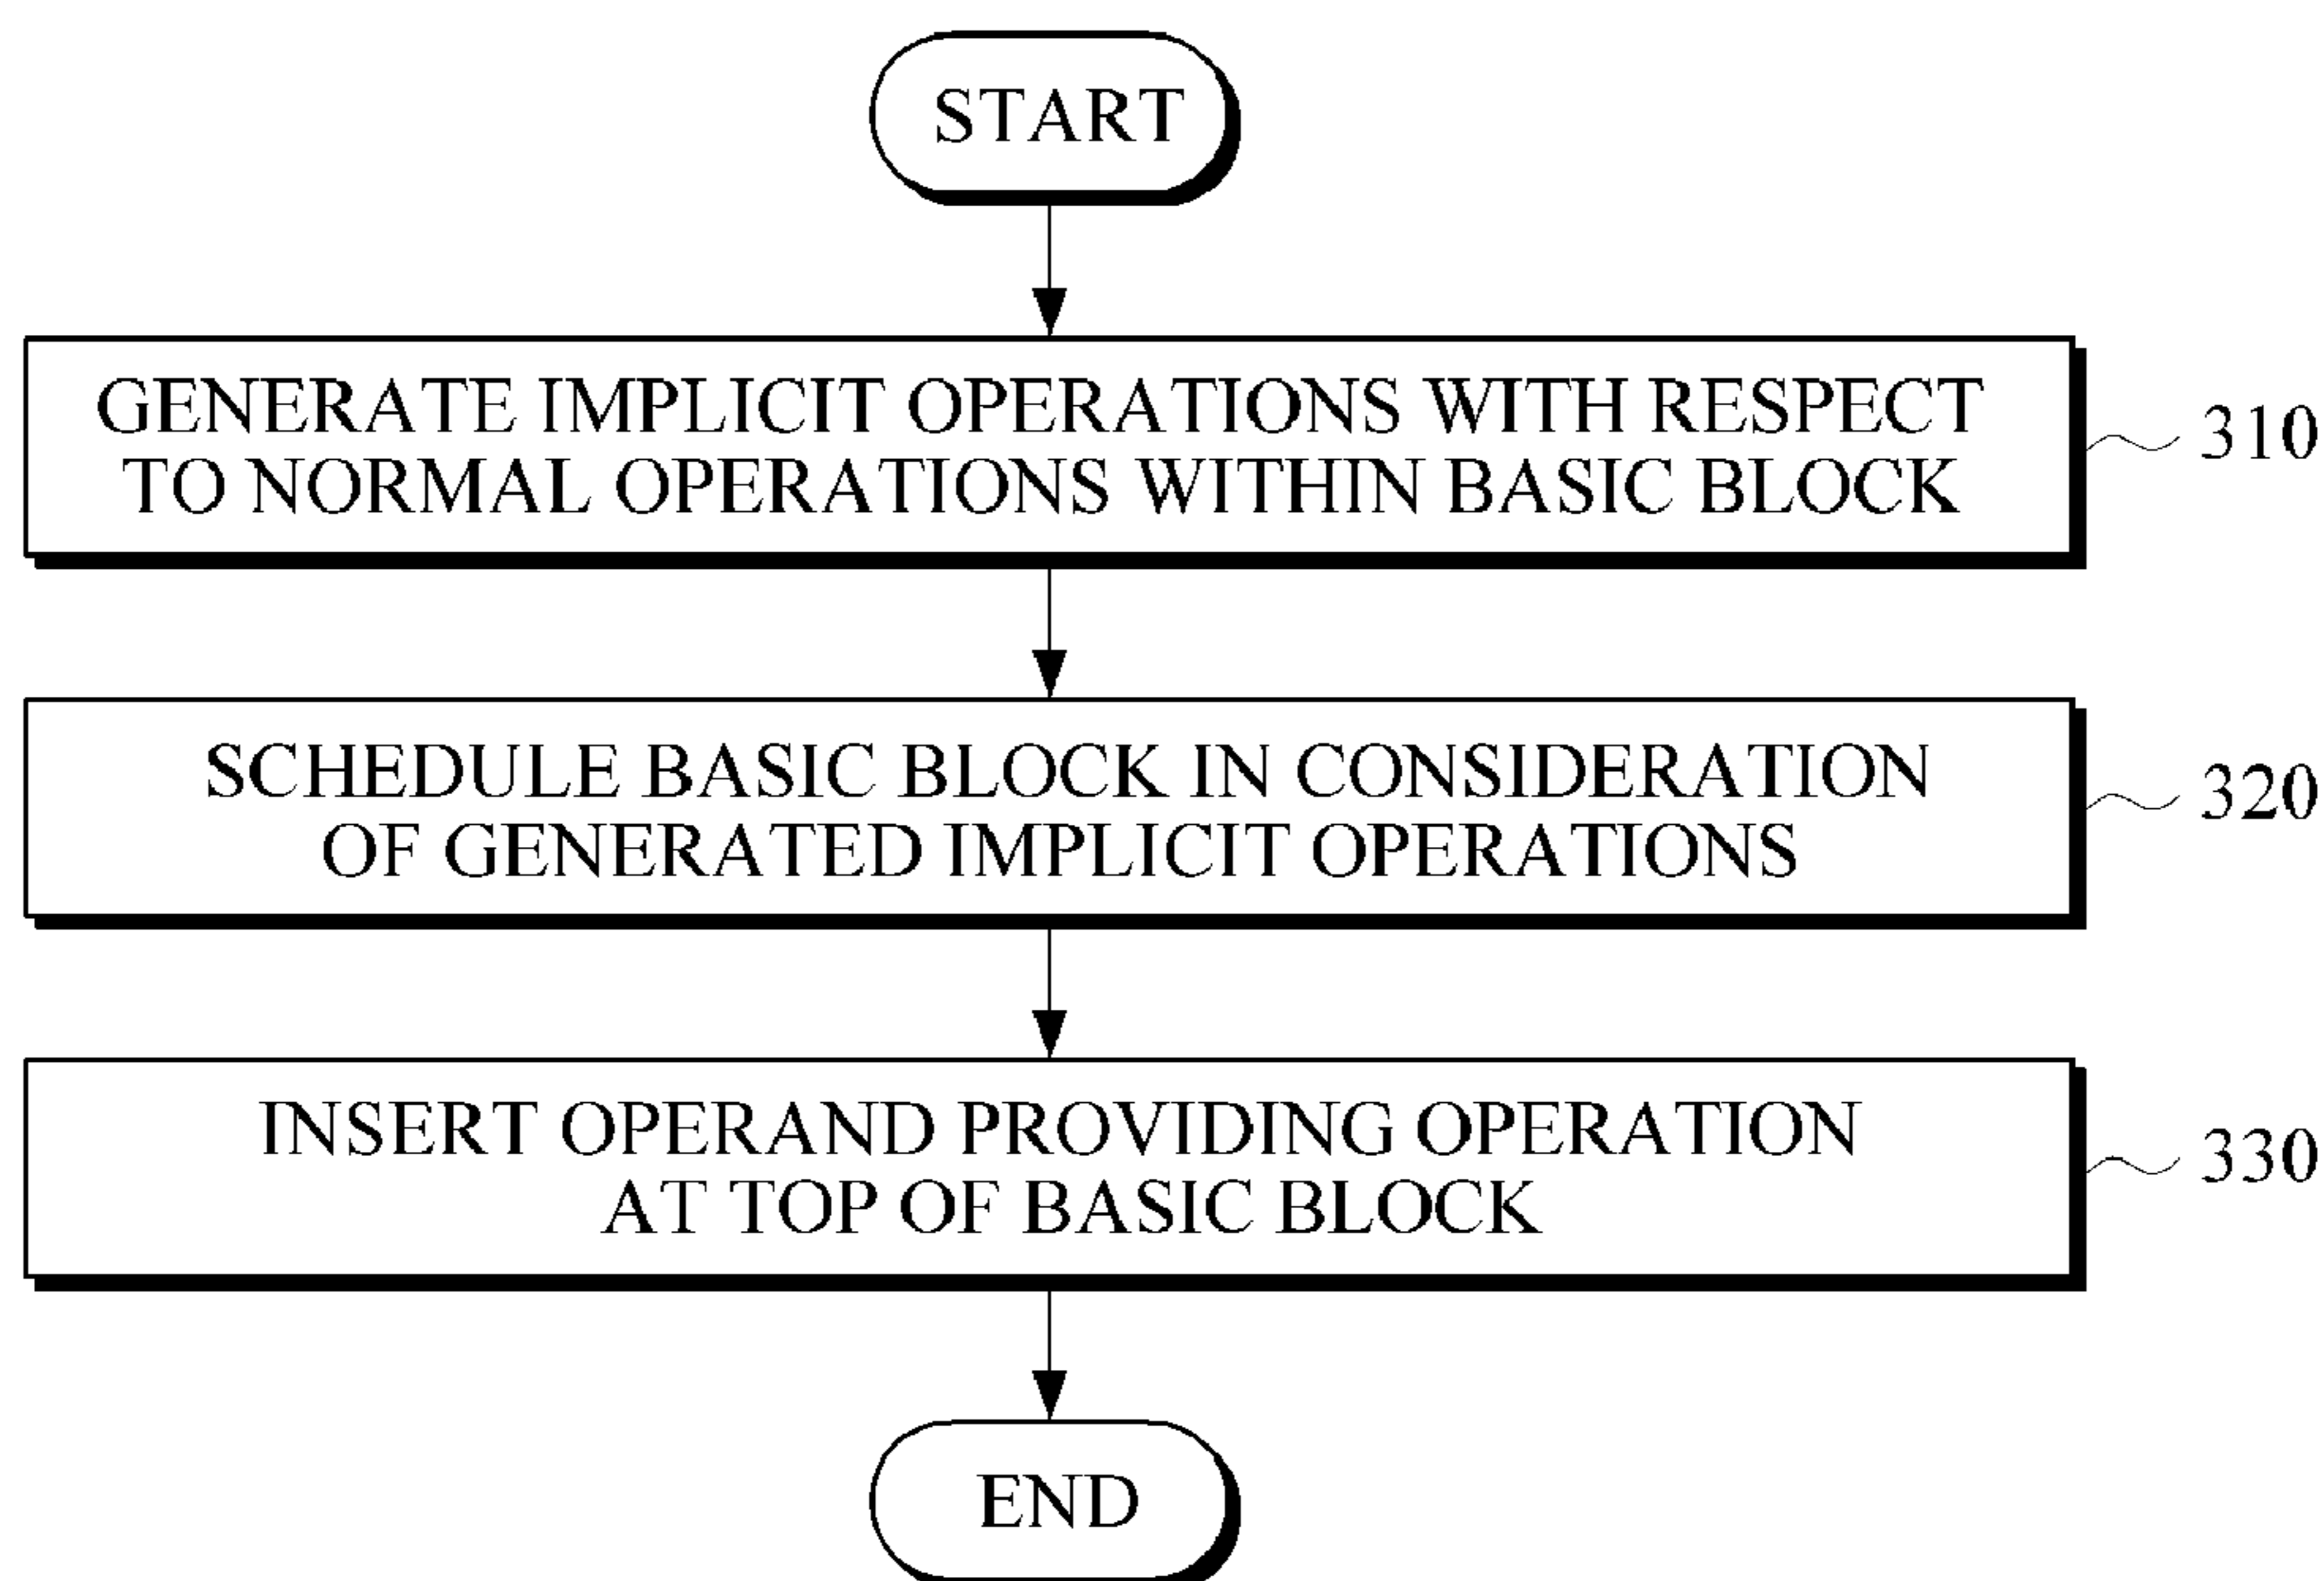 START
GENERATE IMPLICIT OPERATIONS WITH RESPECT
TO NORMAL OPERATIONS WITHIN BASIC BLOCK
310
SCHEDULE BASIC BLOCK IN CONSIDERATION
OF GENERATED IMPLICIT OPERATIONS
320
INSERT OPERAND PROVIDING OPERATION
AT TOP OF BASIC BLOCK
330
END